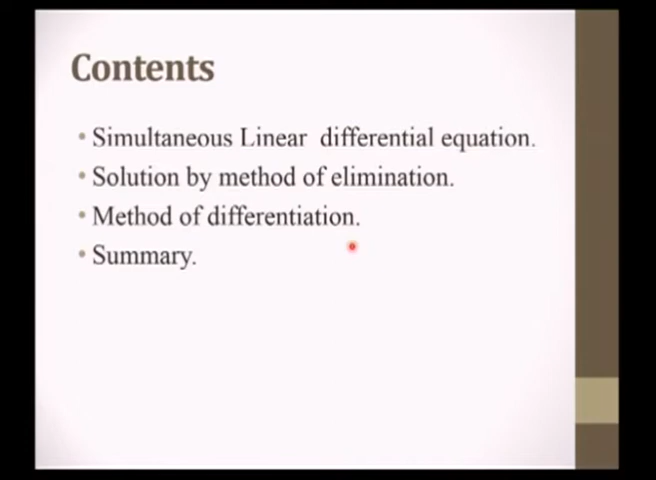 Contents
• Simultaneous Linear differential equation.
• Solution by method of elimination.
• Method of differentiation.
• Summary.